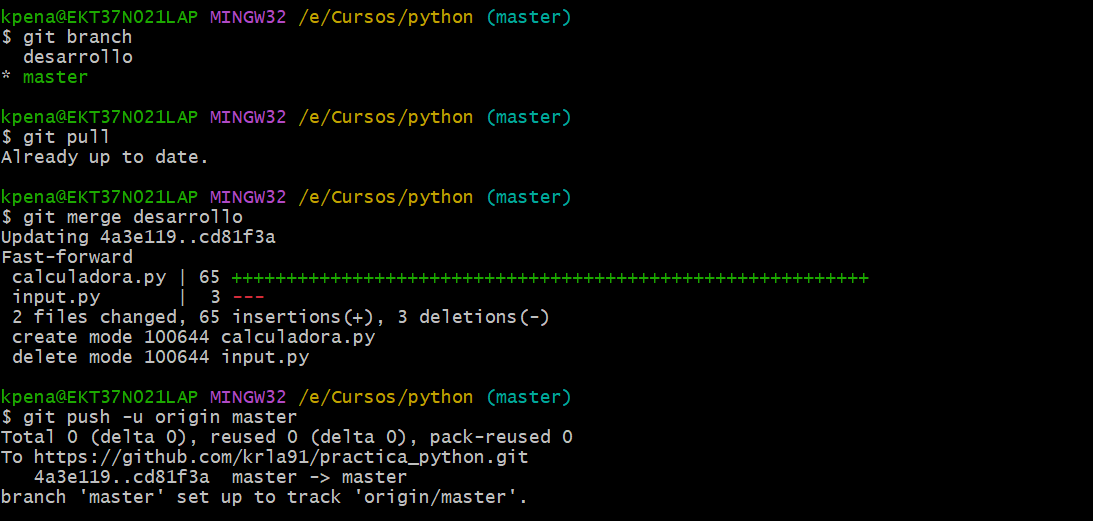 kpena@EKT37N021LAP MINGW32 /e/Cursos/python (master)
$ git branch
  desarrollo
* master

kpena@EKT37N021LAP MINGW32 /e/Cursos/python (master)
$ git pull
Already up to date.

kpena@EKT37N021LAP MINGW32 /e/Cursos/python (master)
$ git merge desarrollo
Updating 4a3e119..cd81f3a
Fast-forward
 calculadora.py | 65 ++++++++++++++++++++++++++++++++++++++++++++++++++++++++++
 input.py       |  3 ---
 2 files changed, 65 insertions(+), 3 deletions(-)
 create mode 100644 calculadora.py
 delete mode 100644 input.py

kpena@EKT37N021LAP MINGW32 /e/Cursos/python (master)
$ git push -u origin master
Total 0 (delta 0), reused 0 (delta 0), pack-reused 0
To https://github.com/krla91/practica_python.git
   4a3e119..cd81f3a  master -> master
branch 'master' set up to track 'origin/master'.